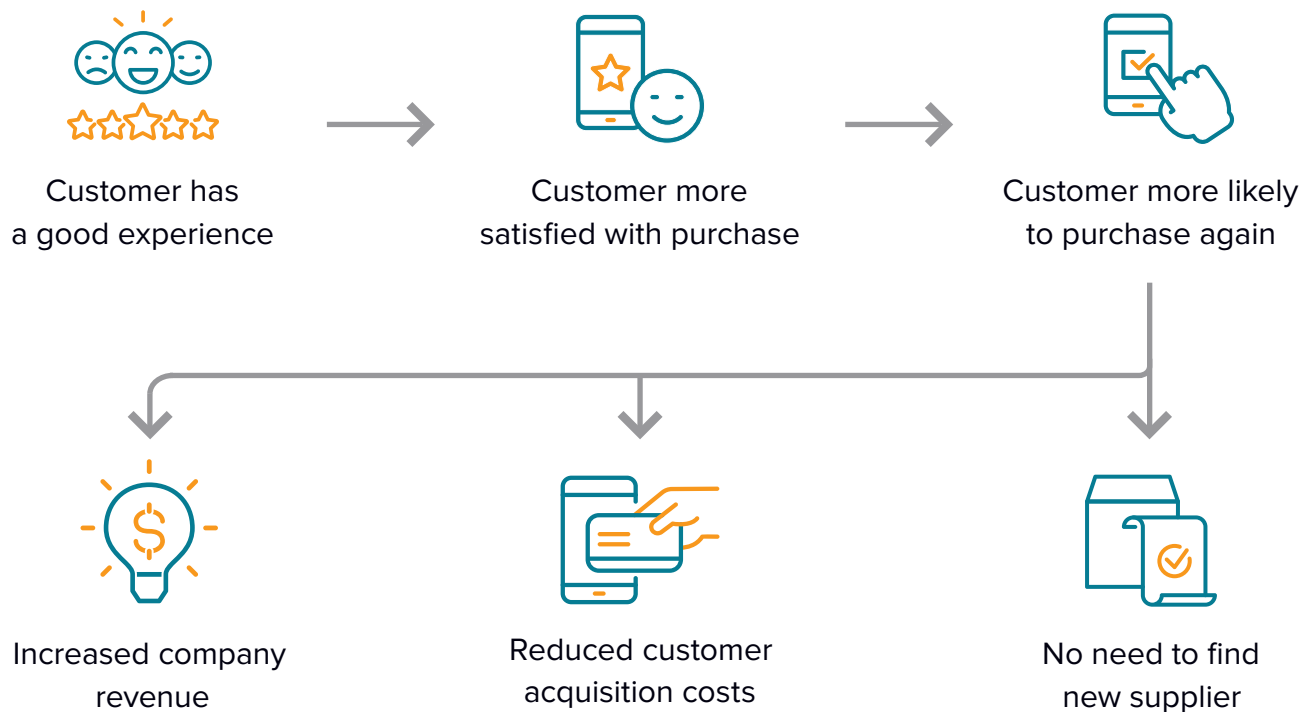 Customer has
a good experience
Customer more
satisfied with purchase
Customer more likely
to purchase again
$
Increased company
revenue
Reduced customer
acquisition costs
No need to find
new supplier